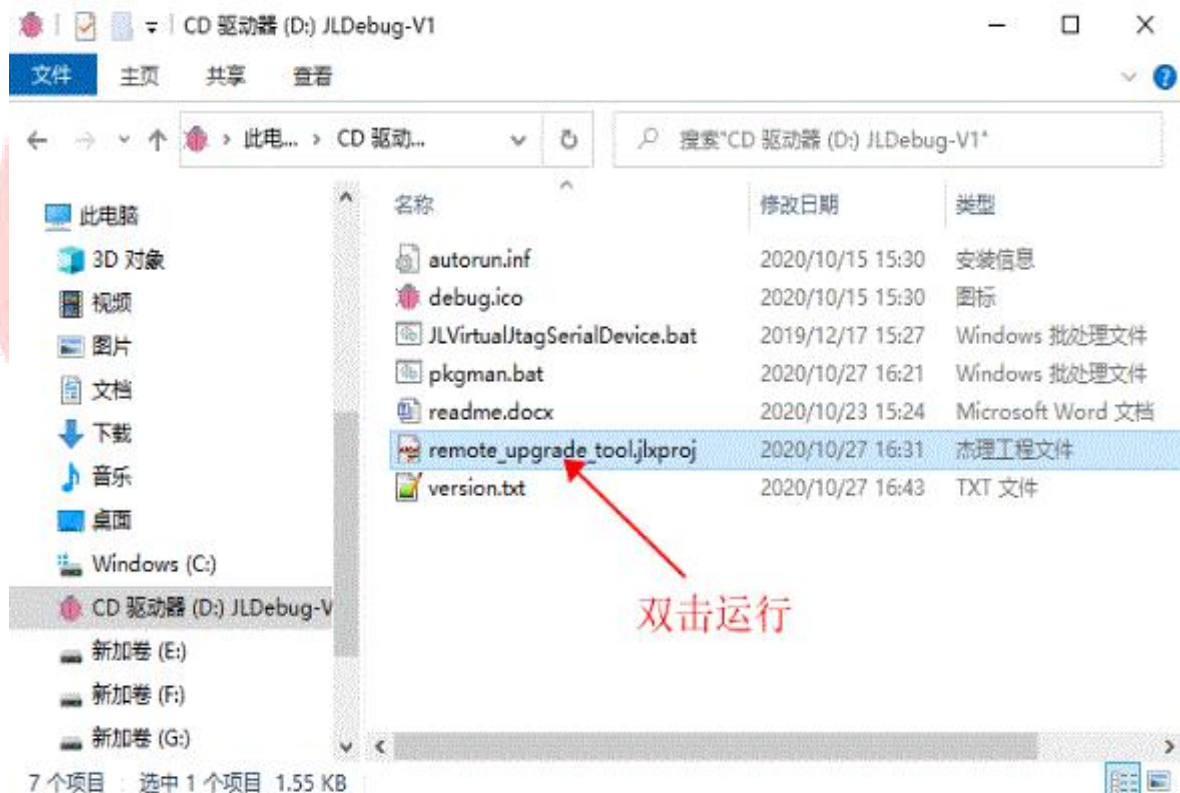 CD 驱动器 (D:) JLDebug-V1
文件 主页 共享 查看
此电... › CD 驱动... 搜索"CD 驱动器 (D:) JLDebug-V1"
此电脑
3D 对象
视频
图片
文档
下载
音乐
桌面
Windows (C:)
CD 驱动器 (D:) JLDebug-V
新加卷 (E:)
新加卷 (F:)
新加卷 (G:)
名称 修改日期 类型
autorun.inf 2020/10/15 15:30 安装信息
debug.ico 2020/10/15 15:30 图标
JLVirtualJtagSerialDevice.bat 2019/12/17 15:27 Windows 批处理文件
pkgman.bat 2020/10/27 16:21 Windows 批处理文件
readme.docx 2020/10/23 15:24 Microsoft Word 文档
remote_upgrade_tool.jlxproj 2020/10/27 16:31 杰理工程文件
version.txt 2020/10/27 16:43 TXT 文件
双击运行
7 个项目 选中 1 个项目 1.55 KB